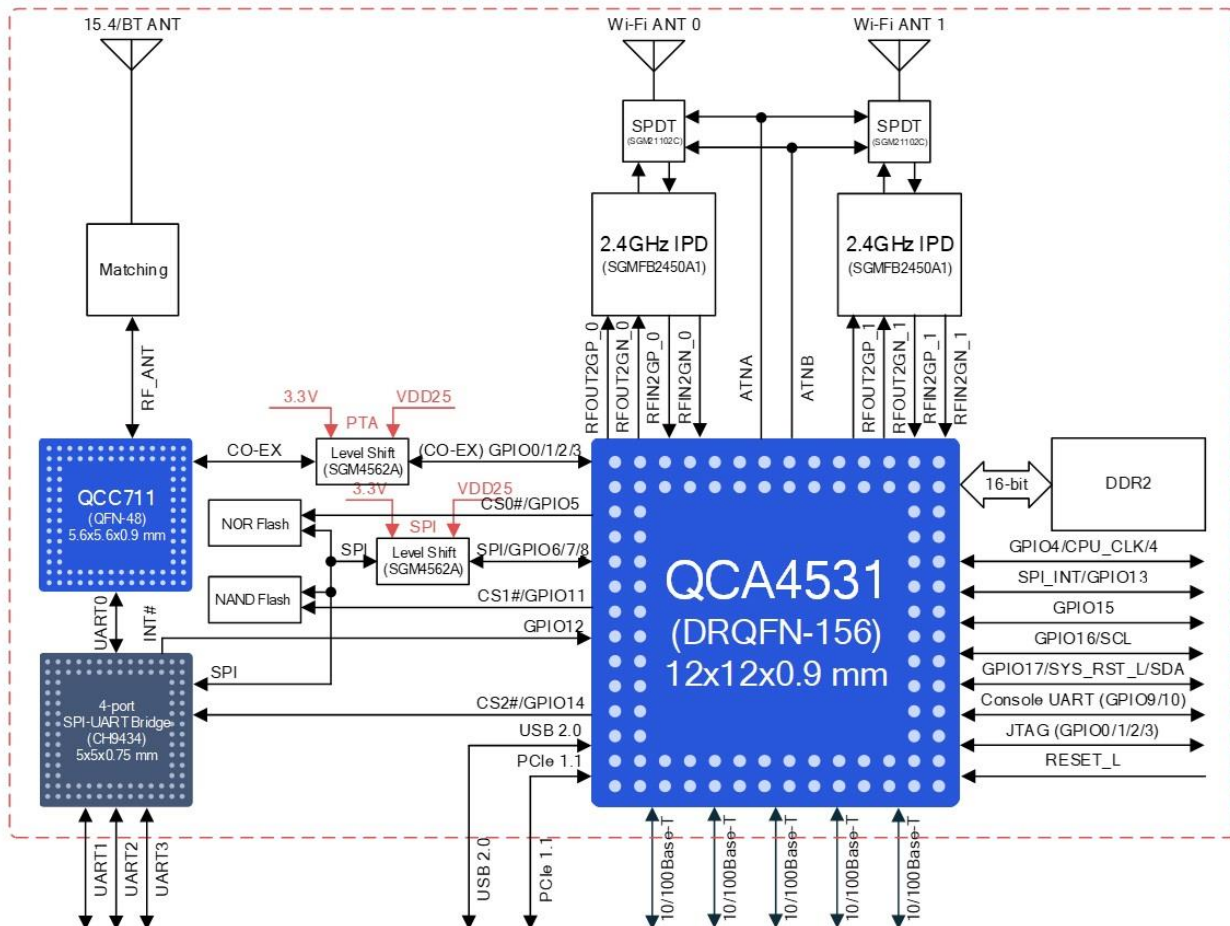 15.4/BT ANT
Wi-Fi ANT 0
Wi-Fi ANT 1
SPDT
(SGM21102C)
SPDT
(SGM21102C)
Matching
2.4GHz IPD
(SGMFB2450A1)
2.4GHz IPD
(SGMFB2450A1)
RF_ANT
RFOUT2GP_0
RFOUT2GN_0
RFIN2GP_0
RFIN2GN_0
ATNA
ATNB
RFOUT2GP_1
RFOUT2GN_1
RFIN2GP_1
RFIN2GN_1
3.3V
VDD25
PTA
CO-EX
Level Shift
(SGM4562A)
(CO-EX) GPIO0/1/2/3
QCC711
(QFN-48)
5.6x5.6x0.9 mm
3.3V
VDD25
CS0#/GPIO5
NOR Flash
SPI
SPI
Level Shift
(SGM4562A)
SPI/GPIO6/7/8
NAND Flash
CS1#/GPIO11
UART0
INT#
GPIO12
SPI
4-port
SPI-UART Bridge
(CH9434)
5x5x0.75 mm
CS2#/GPIO14
USB 2.0
PCIe 1.1
QCA4531
(DRQFN-156)
12x12x0.9 mm
16-bit
DDR2
GPIO4/CPU_CLK/4
SPI_INT/GPIO13
GPIO15
GPIO16/SCL
GPIO17/SYS_RST_L/SDA
Console UART (GPIO9/10)
JTAG (GPIO0/1/2/3)
RESET_L
UART1
UART2
UART3
USB 2.0
PCIe 1.1
10/100Base-T
10/100Base-T
10/100Base-T
10/100Base-T
10/100Base-T